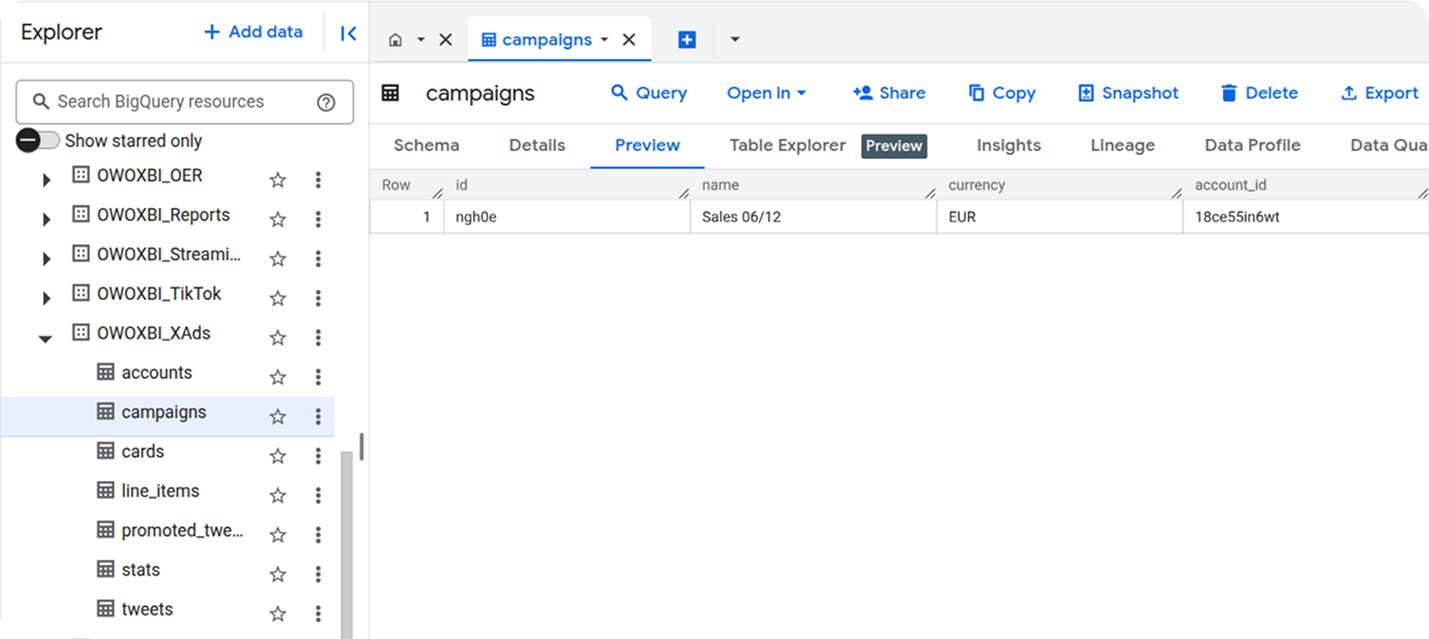 Explorer
+ Add data
Search BigQuery resources
Show starred only
OWOXBI_OER
OWOXBI_Reports
OWOXBI_Streami...
OWOXBI_TikTok
OWOXBI_XAds
accounts
campaigns
cards
line_items
promoted_twe...
stats
tweets
campaigns
campaigns
Query
Open in
Share
Copy
Snapshot
Delete
Export
Schema Details Preview Table Explorer Preview Insights Lineage Data Profile Data Qua
Row id name currency account_id
1 ngh0e Sales 06/12 EUR 18ce55in6wt